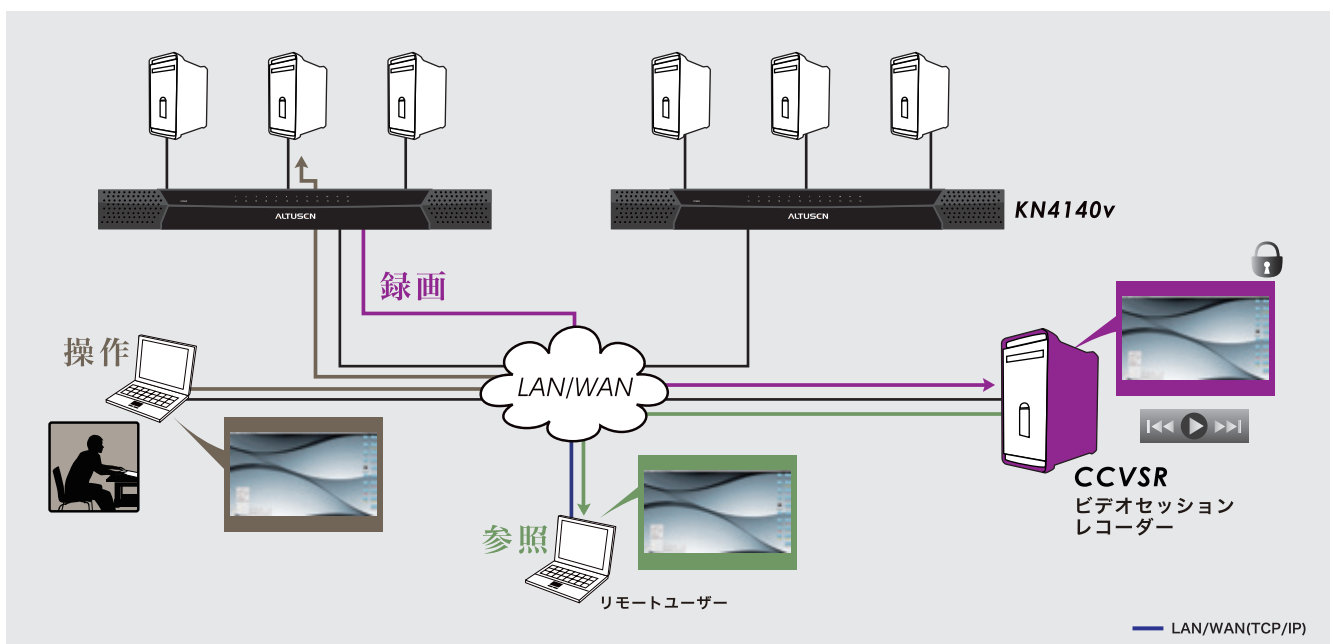 ALTUSCN
ALTUSCN
KN4140v
録画
操作
LAN/WAN
CCVSR
ビデオセッション
レコーダー
参照
リモートユーザー
LAN/WAN(TCP/IP)